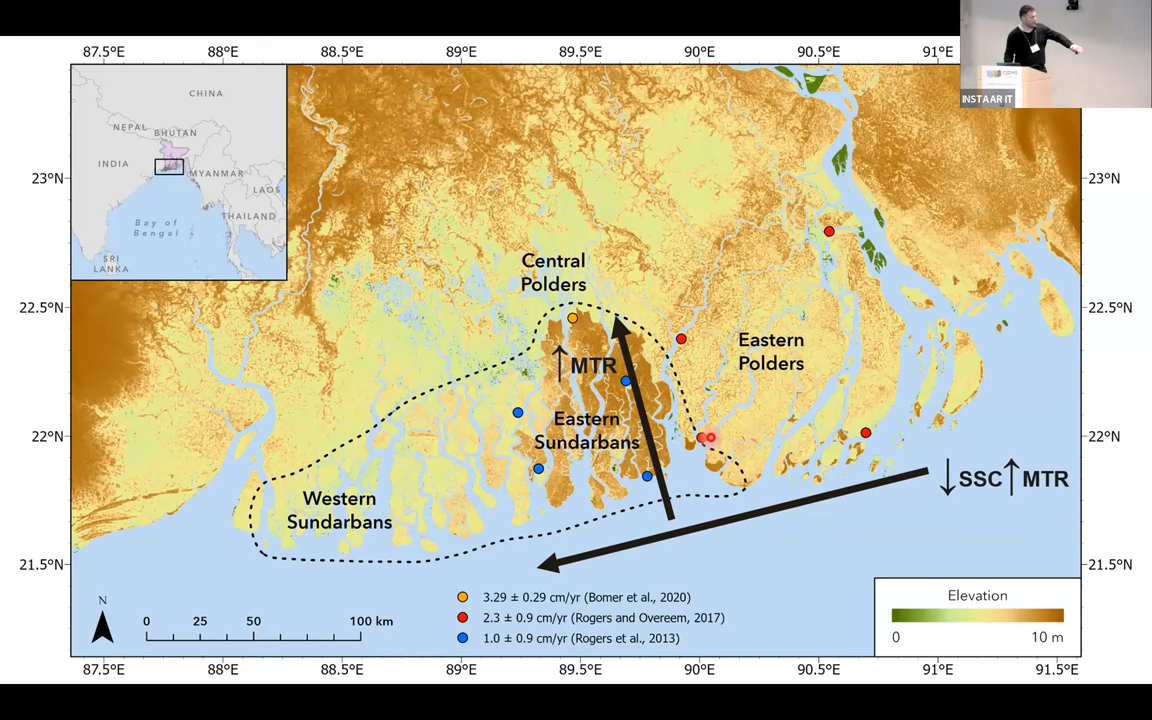 87.5°E 88°E 88.5°E 89°E 89.5°E 90°E 90.5°E 91°E
INSTAAR IT
CHINA
NEPAL BHUTAN
INDIA
MYANMAR
LAOS
THAILAND
Bay of
Bengal
SRI
LANKA
23°N 23°N
22.5°N 22.5°N
22°N 22°N
21.5°N 21.5°N
Central
Polders
↑MTR
Eastern
Polders
Eastern
Sundarbans
Western
Sundarbans
↓SSC↑MTR
N
0 25 50 100 km
3.29 ± 0.29 cm/yr (Bomer et al., 2020)
2.3 ± 0.9 cm/yr (Rogers and Overeem, 2017)
1.0 ± 0.9 cm/yr (Rogers et al., 2013)
Elevation
0 10 m
87.5°E 88°E 88.5°E 89°E 89.5°E 90°E 90.5°E 91°E 91.5°E